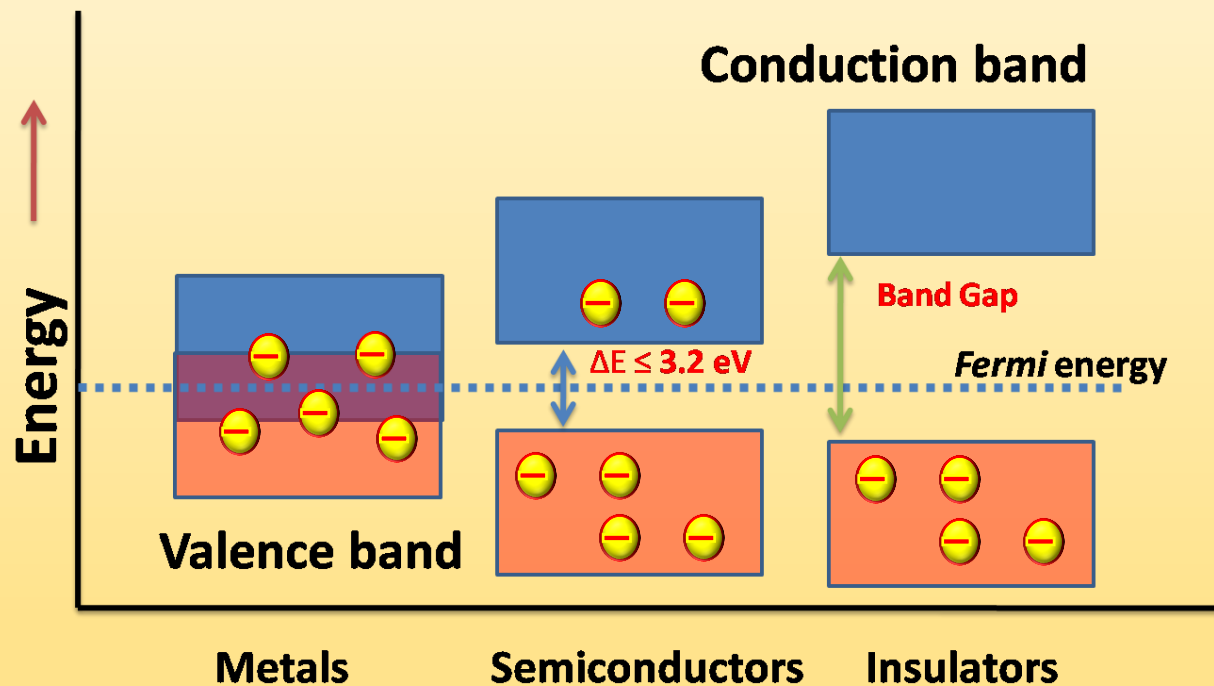 Conduction band
Band Gap
ΔE ≤ 3.2 eV
Fermi energy
Energy
Valence band
Metals
Semiconductors
Insulators